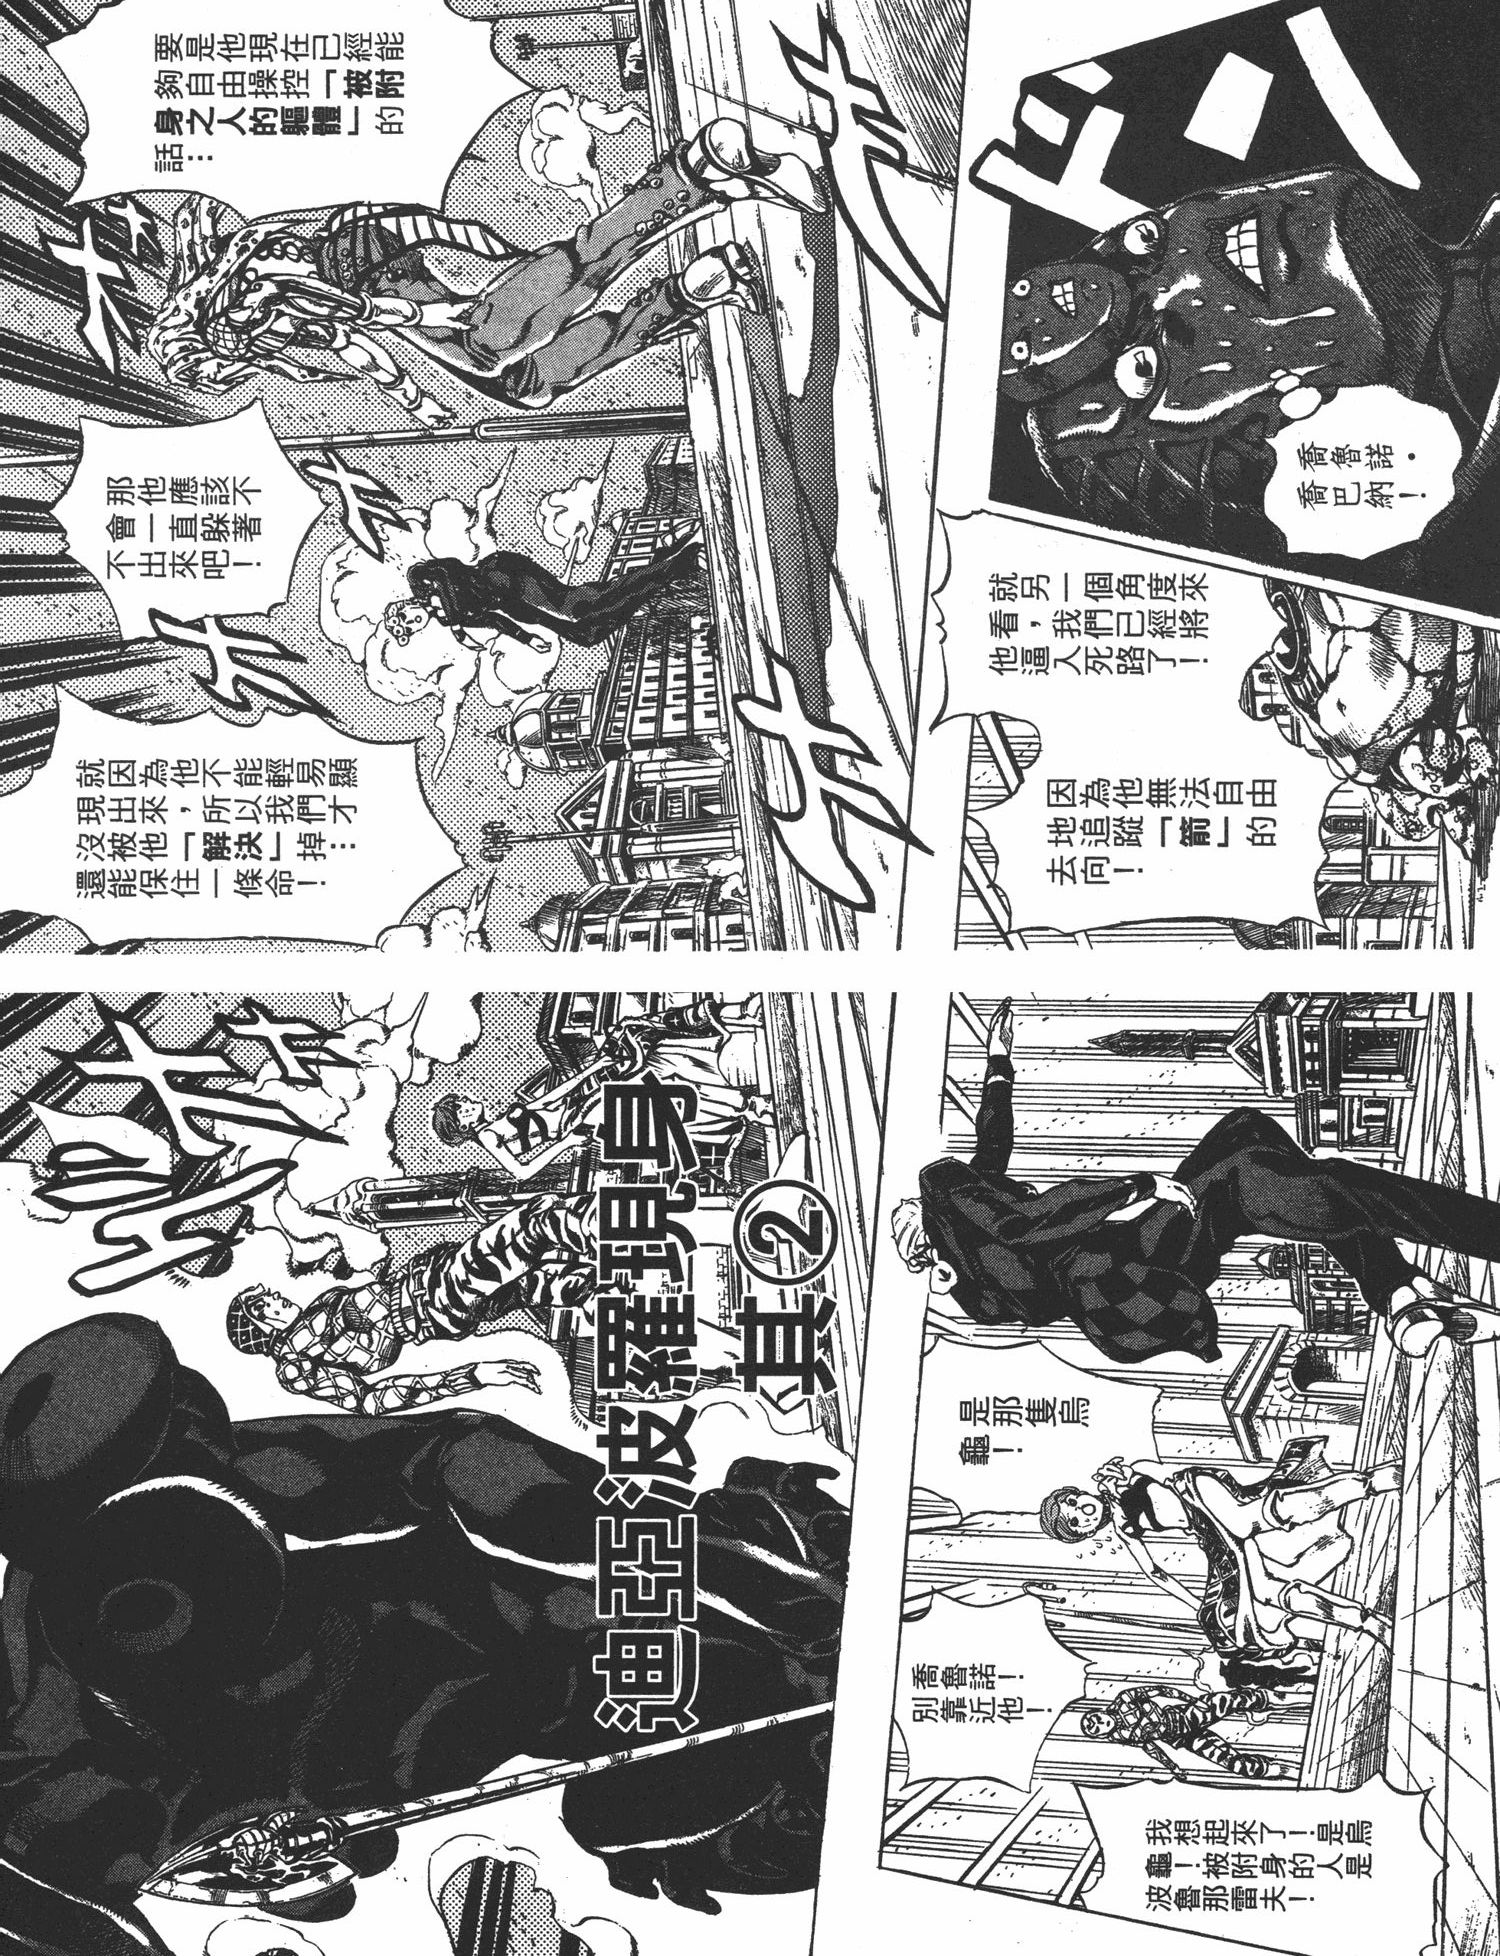 要是他現在已經能
夠自由操控「被附
身之人的軀體」的
話…
那他應該不
會一直躲著
不出來吧！
就因為他不能輕易顯
現出來，所以我們才
沒被他「解決」掉…
還能保住一條命！
ドン
喬魯諾・
喬巴納！
就另一個角度來
看，我們已經將
他逼入死路了！
因為他無法自由
地追蹤「箭」的
去向！
迪亞波羅現身
其②
是那隻烏
龜！
喬魯諾！
別靠近他！
我想起來了！是烏
龜！被附身的人是
波魯那雷夫！